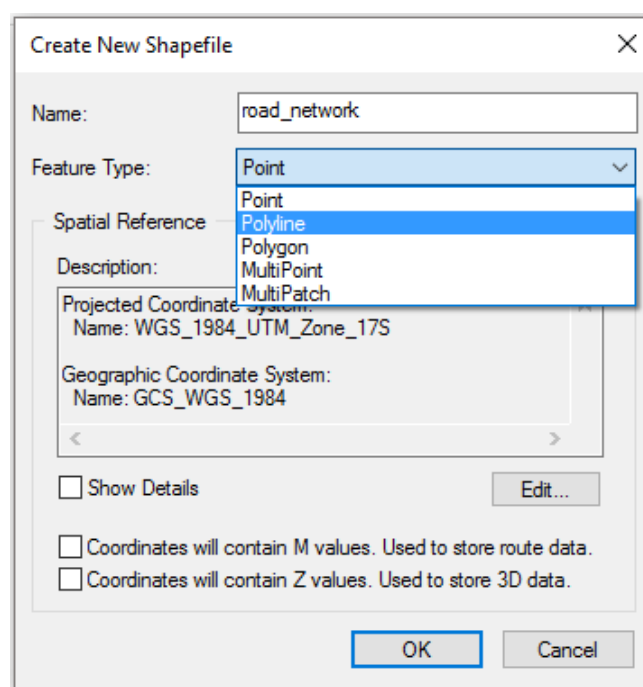 Create New Shapefile
Name: road_network
Feature Type: Point
Point
Polyline
Polygon
MultiPoint
MultiPatch
Spatial Reference
Description:
Projected Coordinate System:
Name: WGS_1984_UTM_Zone_17S
Geographic Coordinate System:
Name: GCS_WGS_1984
Show Details
Edit...
Coordinates will contain M values. Used to store route data.
Coordinates will contain Z values. Used to store 3D data.
OK Cancel